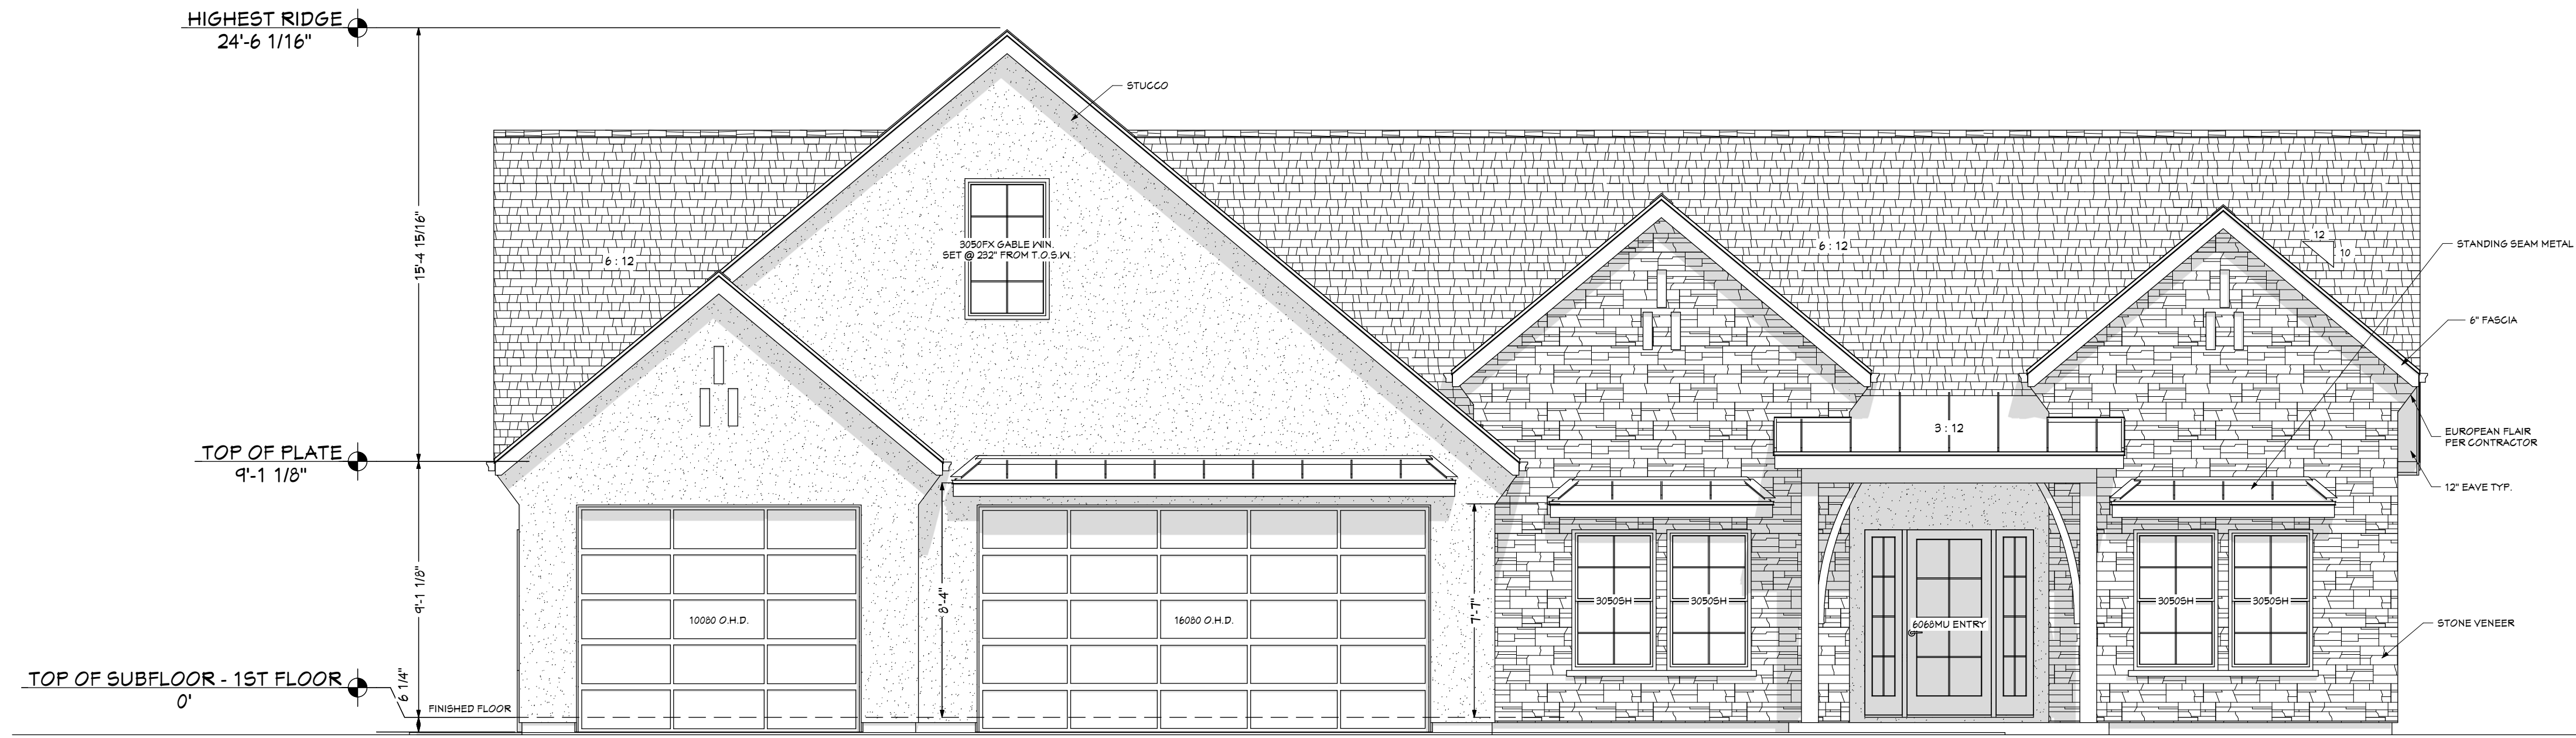 HIGHEST RIDGE
24'-6 1/16"
STUCCO
15'-4 15/16"
3050FX GABLE WIN.
SET @ 232" FROM T.O.S.W.
6 : 12
6 : 12
12
10
STANDING SEAM METAL
6" FASCIA
3 : 12
EUROPEAN FLAIR
PER CONTRACTOR
TOP OF PLATE
9'-1 1/8"
12" EAVE TYP.
9'-1 1/8"
8'-4"
7'-7"
3050SH
3050SH
3050SH
3050SH
10080 O.H.D.
16080 O.H.D.
6068MU ENTRY
STONE VENEER
TOP OF SUBFLOOR - 1ST FLOOR
0'
6 1/4"
FINISHED FLOOR